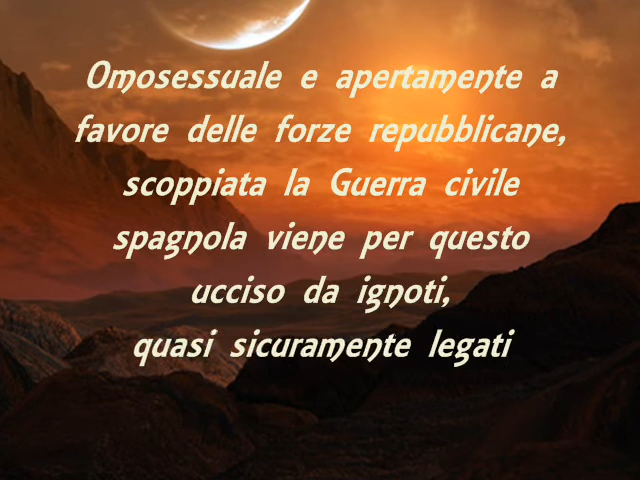 Omosessuale e apertamente a
favore delle forze repubblicane,
scoppiata la Guerra civile
spagnola viene per questo
ucciso da ignoti,
quasi sicuramente legati